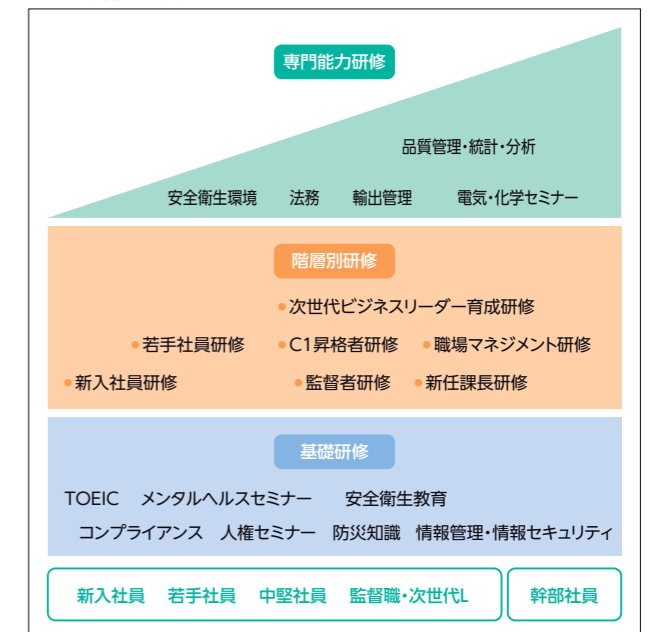 専門能力研修
品質管理・統計・分析
安全衛生環境 法務 輸出管理 電気・化学セミナー
階層別研修
●次世代ビジネスリーダー育成研修
●若手社員研修 ●C1昇格者研修 ●職場マネジメント研修
●新入社員研修 ●監督者研修 ●新任課長研修
基礎研修
TOEIC メンタルヘルスセミナー 安全衛生教育
コンプライアンス 人権セミナー 防災知識 情報管理・情報セキュリティ
新入社員 若手社員 中堅社員 監督職・次世代L 幹部社員